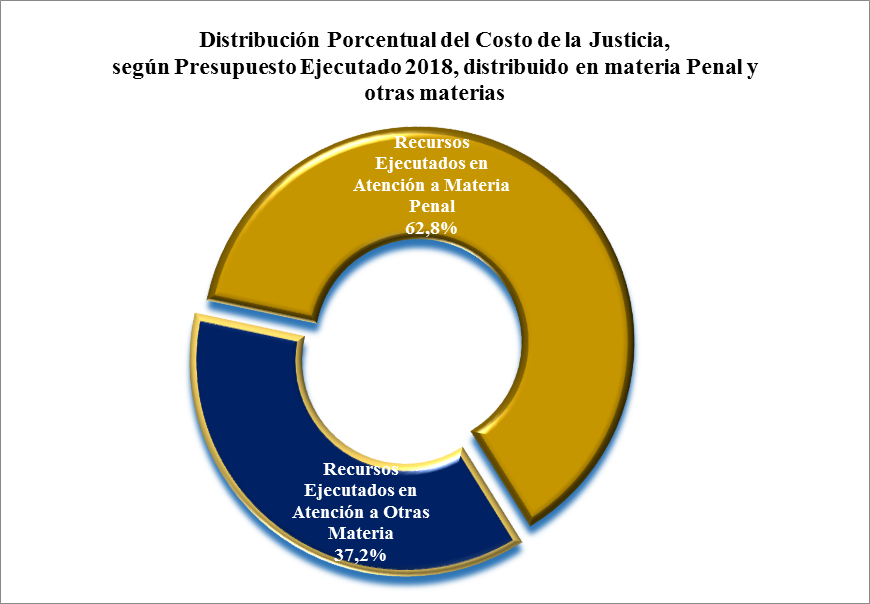 Distribución Porcentual del Costo de la Justicia,
según Presupuesto Ejecutado 2018, distribuido en materia Penal y
otras materias
Recursos
Ejecutados en
Atención a Materia
Penal
62,8%
Recursos
Ejecutados en
Atención a Otras
Materia
37,2%